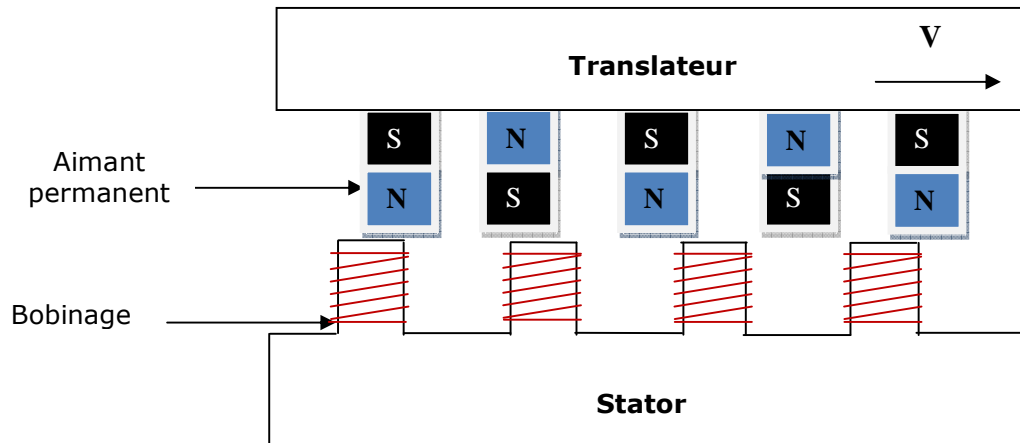 V
Translateur
S N S N S
Aimant
permanent
N S N S N
Bobinage
Stator